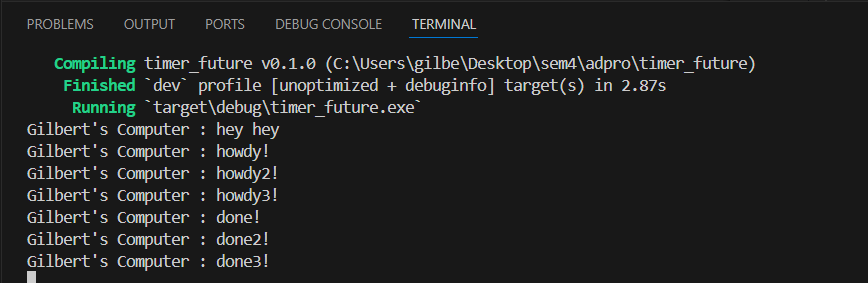 PROBLEMS OUTPUT PORTS DEBUG CONSOLE TERMINAL
Compiling timer_future v0.1.0 (C:\Users\gilbe\Desktop\sem4\adpro\timer_future)
Finished `dev` profile [unoptimized + debuginfo] target(s) in 2.87s
Running `target\debug\timer_future.exe`
Gilbert's Computer : hey hey
Gilbert's Computer : howdy!
Gilbert's Computer : howdy2!
Gilbert's Computer : howdy3!
Gilbert's Computer : done!
Gilbert's Computer : done2!
Gilbert's Computer : done3!